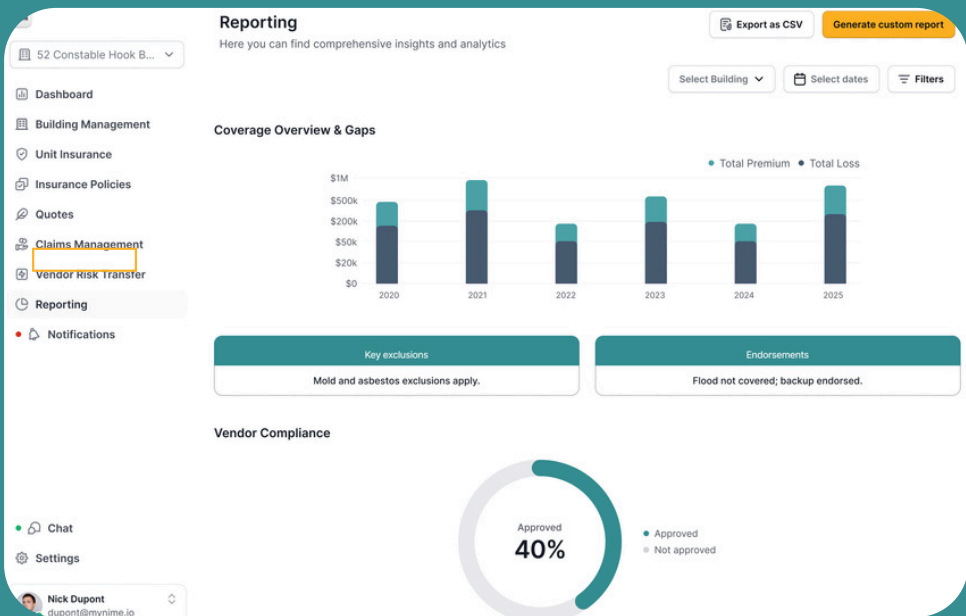 Reporting
Here you can find comprehensive insights and analytics
Export as CSV
Generate custom report
52 Constable Hook B...
Select Building
Select dates
Filters
Dashboard
Building Management
Unit Insurance
Insurance Policies
Quotes
Claims Management
Vendor Risk Transfer
Reporting
Notifications
Coverage Overview & Gaps
Total Premium
Total Loss
$1M
$500k
$200k
$50k
$20k
$0
2020
2021
2022
2023
2024
2025
Key exclusions
Mold and asbestos exclusions apply.
Endorsements
Flood not covered; backup endorsed.
Vendor Compliance
Approved
40%
Approved
Not approved
Chat
Settings
Nick Dupont
dupont@mynime.io